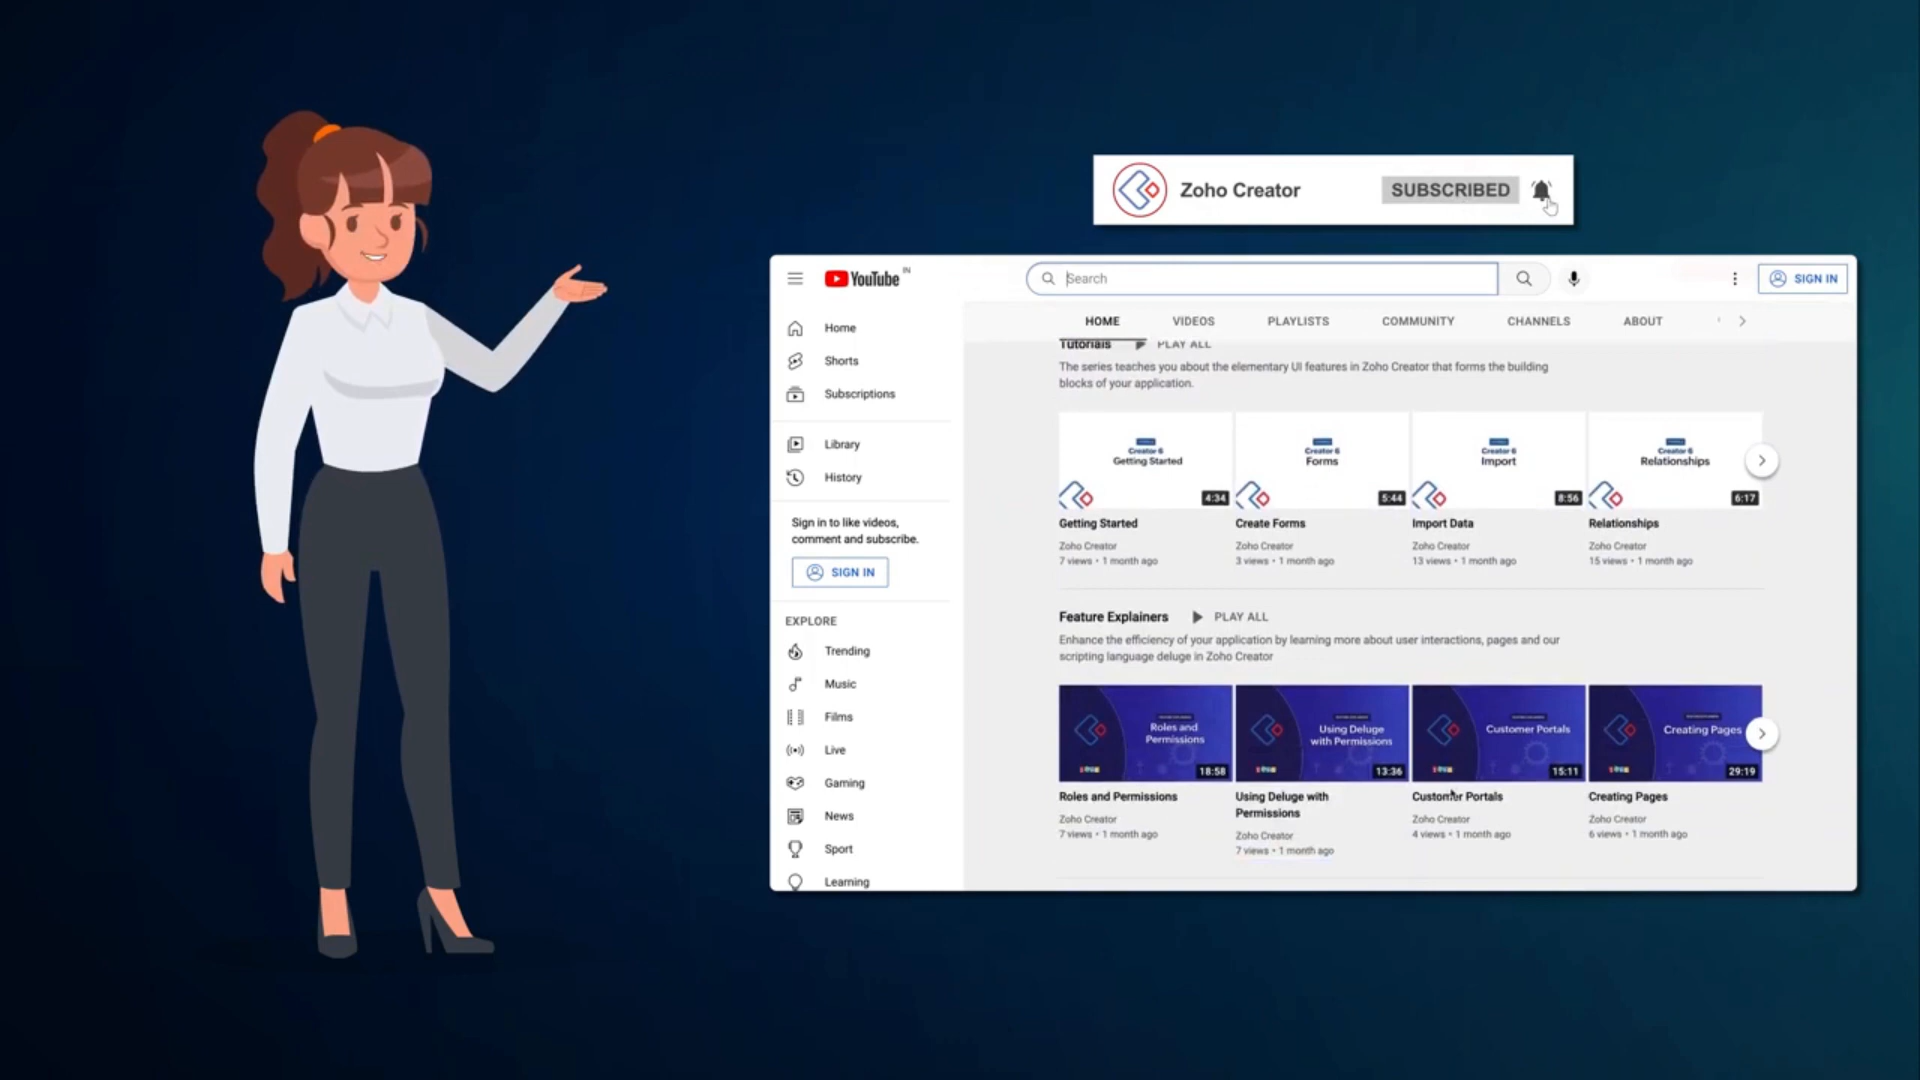 Zoho Creator
SUBSCRIBED
YouTube IN
Search
SIGN IN
Home
Shorts
Subscriptions
Library
History
Sign in to like videos,
comment and subscribe.
SIGN IN
EXPLORE
Trending
Music
Films
Live
Gaming
News
Sport
Learning
HOME
VIDEOS
PLAYLISTS
COMMUNITY
CHANNELS
ABOUT
Tutorials
PLAY ALL
The series teaches you about the elementary UI features in Zoho Creator that forms the building
blocks of your application.
Creator 6
Getting Started
4:34
Creator 6
Forms
5:44
Creator 6
Import
8:56
Creator 6
Relationships
6:17
Getting Started
Zoho Creator
7 views • 1 month ago
Create Forms
Zoho Creator
3 views • 1 month ago
Import Data
Zoho Creator
13 views • 1 month ago
Relationships
Zoho Creator
15 views • 1 month ago
Feature Explainers
PLAY ALL
Enhance the efficiency of your application by learning more about user interactions, pages and our
scripting language deluge in Zoho Creator
Roles and
Permissions
18:58
Using Deluge
with Permissions
13:36
Customer Portals
15:11
Creating Pages
29:19
Roles and Permissions
Zoho Creator
7 views • 1 month ago
Using Deluge with
Permissions
Zoho Creator
7 views • 1 month ago
Customer Portals
Zoho Creator
4 views • 1 month ago
Creating Pages
Zoho Creator
6 views • 1 month ago